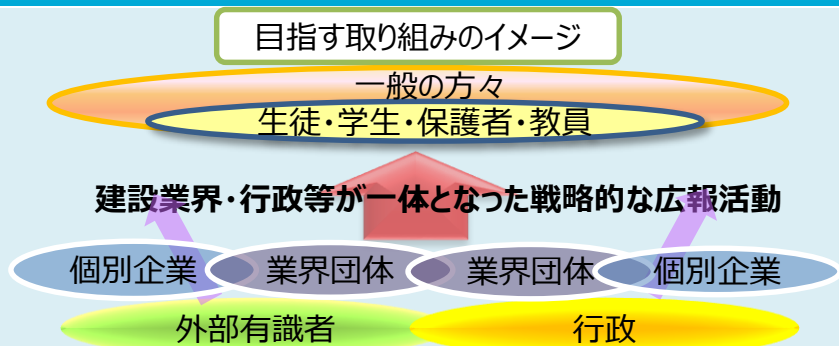 目指す取り組みのイメージ
一般の方々
生徒・学生・保護者・教員
建設業界・行政等が一体となった戦略的な広報活動
個別企業 業界団体 業界団体 個別企業
外部有識者 行政